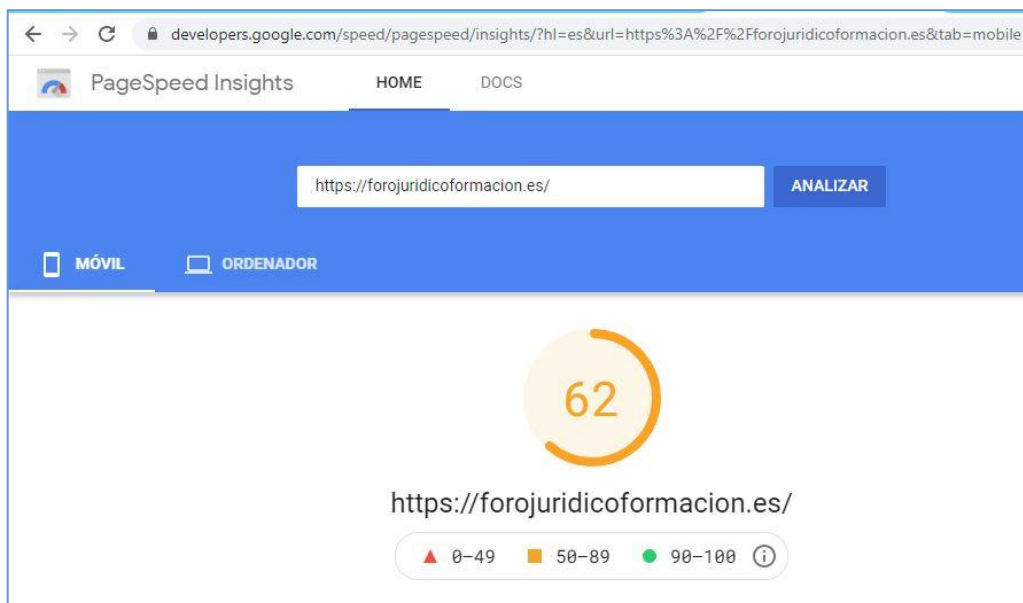 developers.google.com/speed/pagespeed/insights/?hl=es&url=https%3A%2F%2Fforojuridicoformacion.es&tab=mobile
PageSpeed Insights HOME DOCS
https://forojuridicoformacion.es/ ANALIZAR
MÓVIL ORDENADOR
62
https://forojuridicoformacion.es/
0–49 50–89 90–100